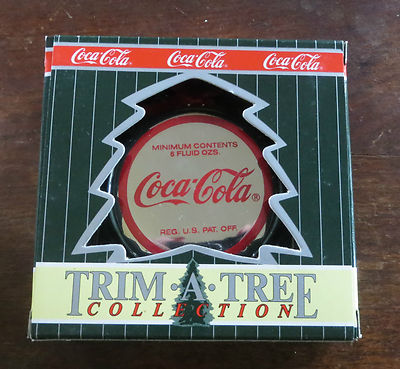 Coca-Cola Coca-Cola Coca-Cola
MINIMUM CONTENTS
6 FLUID OZS.
Coca-Cola®
REG. U.S. PAT. OFF.
TRIM·A·TREE
COLLECTION